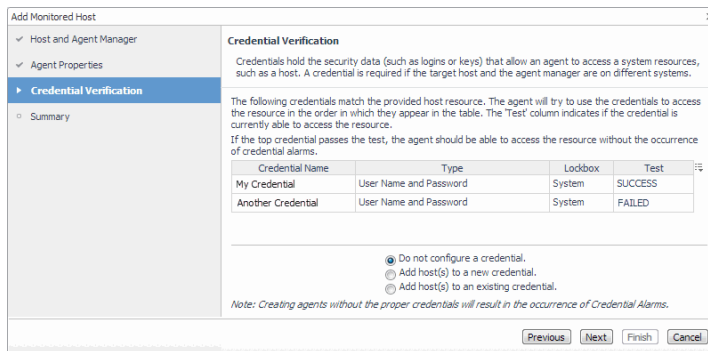 Add Monitored Host
Host and Agent Manager
Agent Properties
Credential Verification
Summary
Credential Verification
Credentials hold the security data (such as logins or keys) that allow an agent to access a system resources,
such as a host. A credential is required if the target host and the agent manager are on different systems.
The following credentials match the provided host resource. The agent will try to use the credentials to access
the resource in the order in which they appear in the table. The 'Test' column indicates if the credential is
currently able to access the resource.
If the top credential passes the test, the agent should be able to access the resource without the occurrence
of credential alarms.
Credential Name Type Lockbox Test
My Credential User Name and Password System SUCCESS
Another Credential User Name and Password System FAILED
Do not configure a credential.
Add host(s) to a new credential.
Add host(s) to an existing credential.
Note: Creating agents without the proper credentials will result in the occurrence of Credential Alarms.
Previous Next Finish Cancel